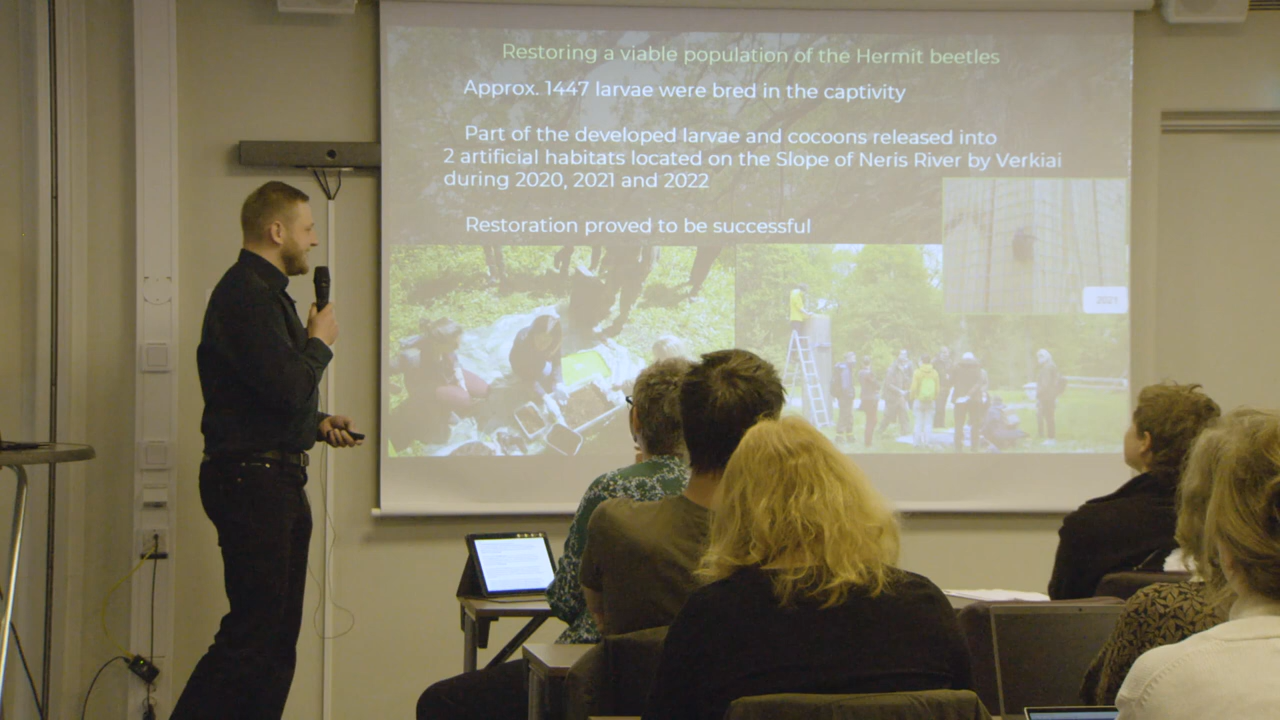 Restoring a viable population of the Hermit beetles
Approx. 1447 larvae were bred in the captivity
Part of the developed larvae and cocoons released into
2 artificial habitats located on the Slope of Neris River by Verkiai
during 2020, 2021 and 2022
Restoration proved to be successful